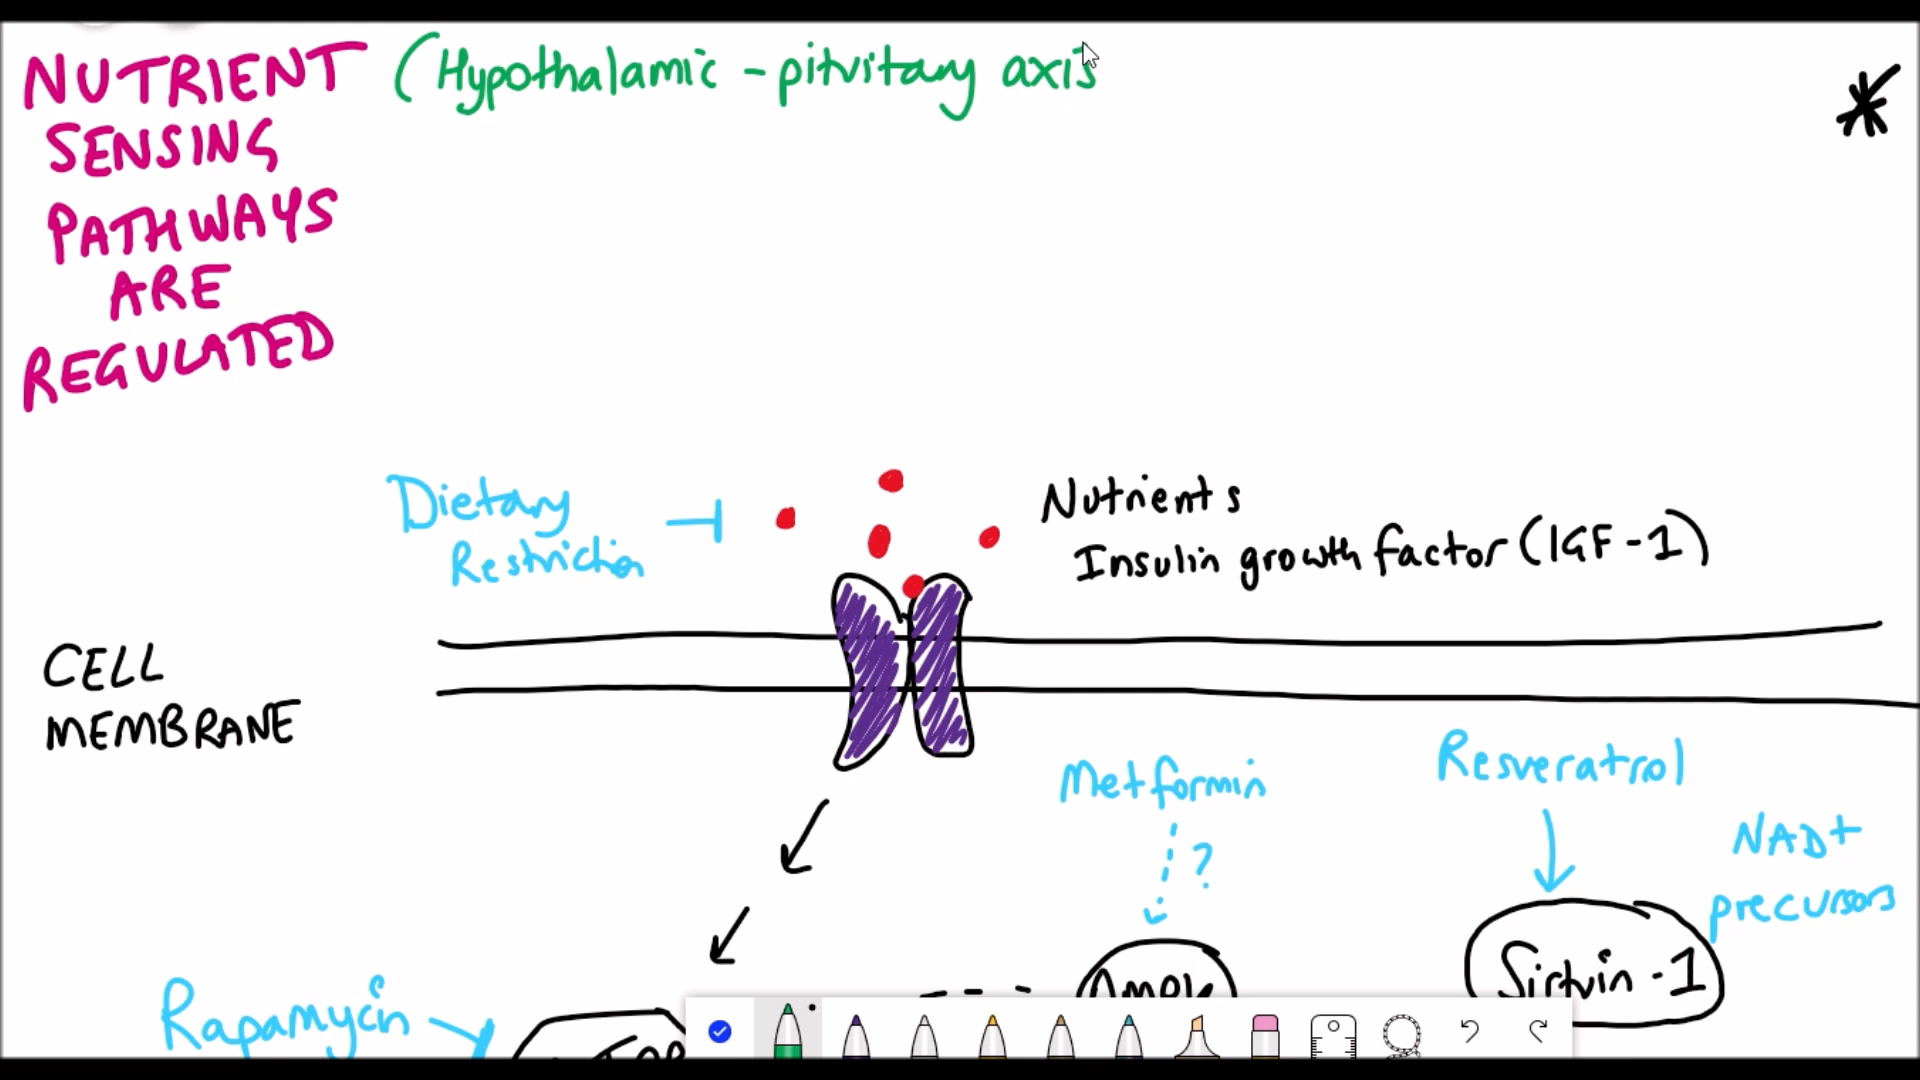 NUTRIENT (Hypothalamic - pituitary axis
SENSING
PATHWAYS
ARE
REGULATED
Dietary
Restriction
Nutrients
Insulin growth factor (IGF-1)
CELL
MEMBRANE
Metformin
?
Resveratrol
NAD+
precursors
Sirtuin-1
Ampk
Rapamycin